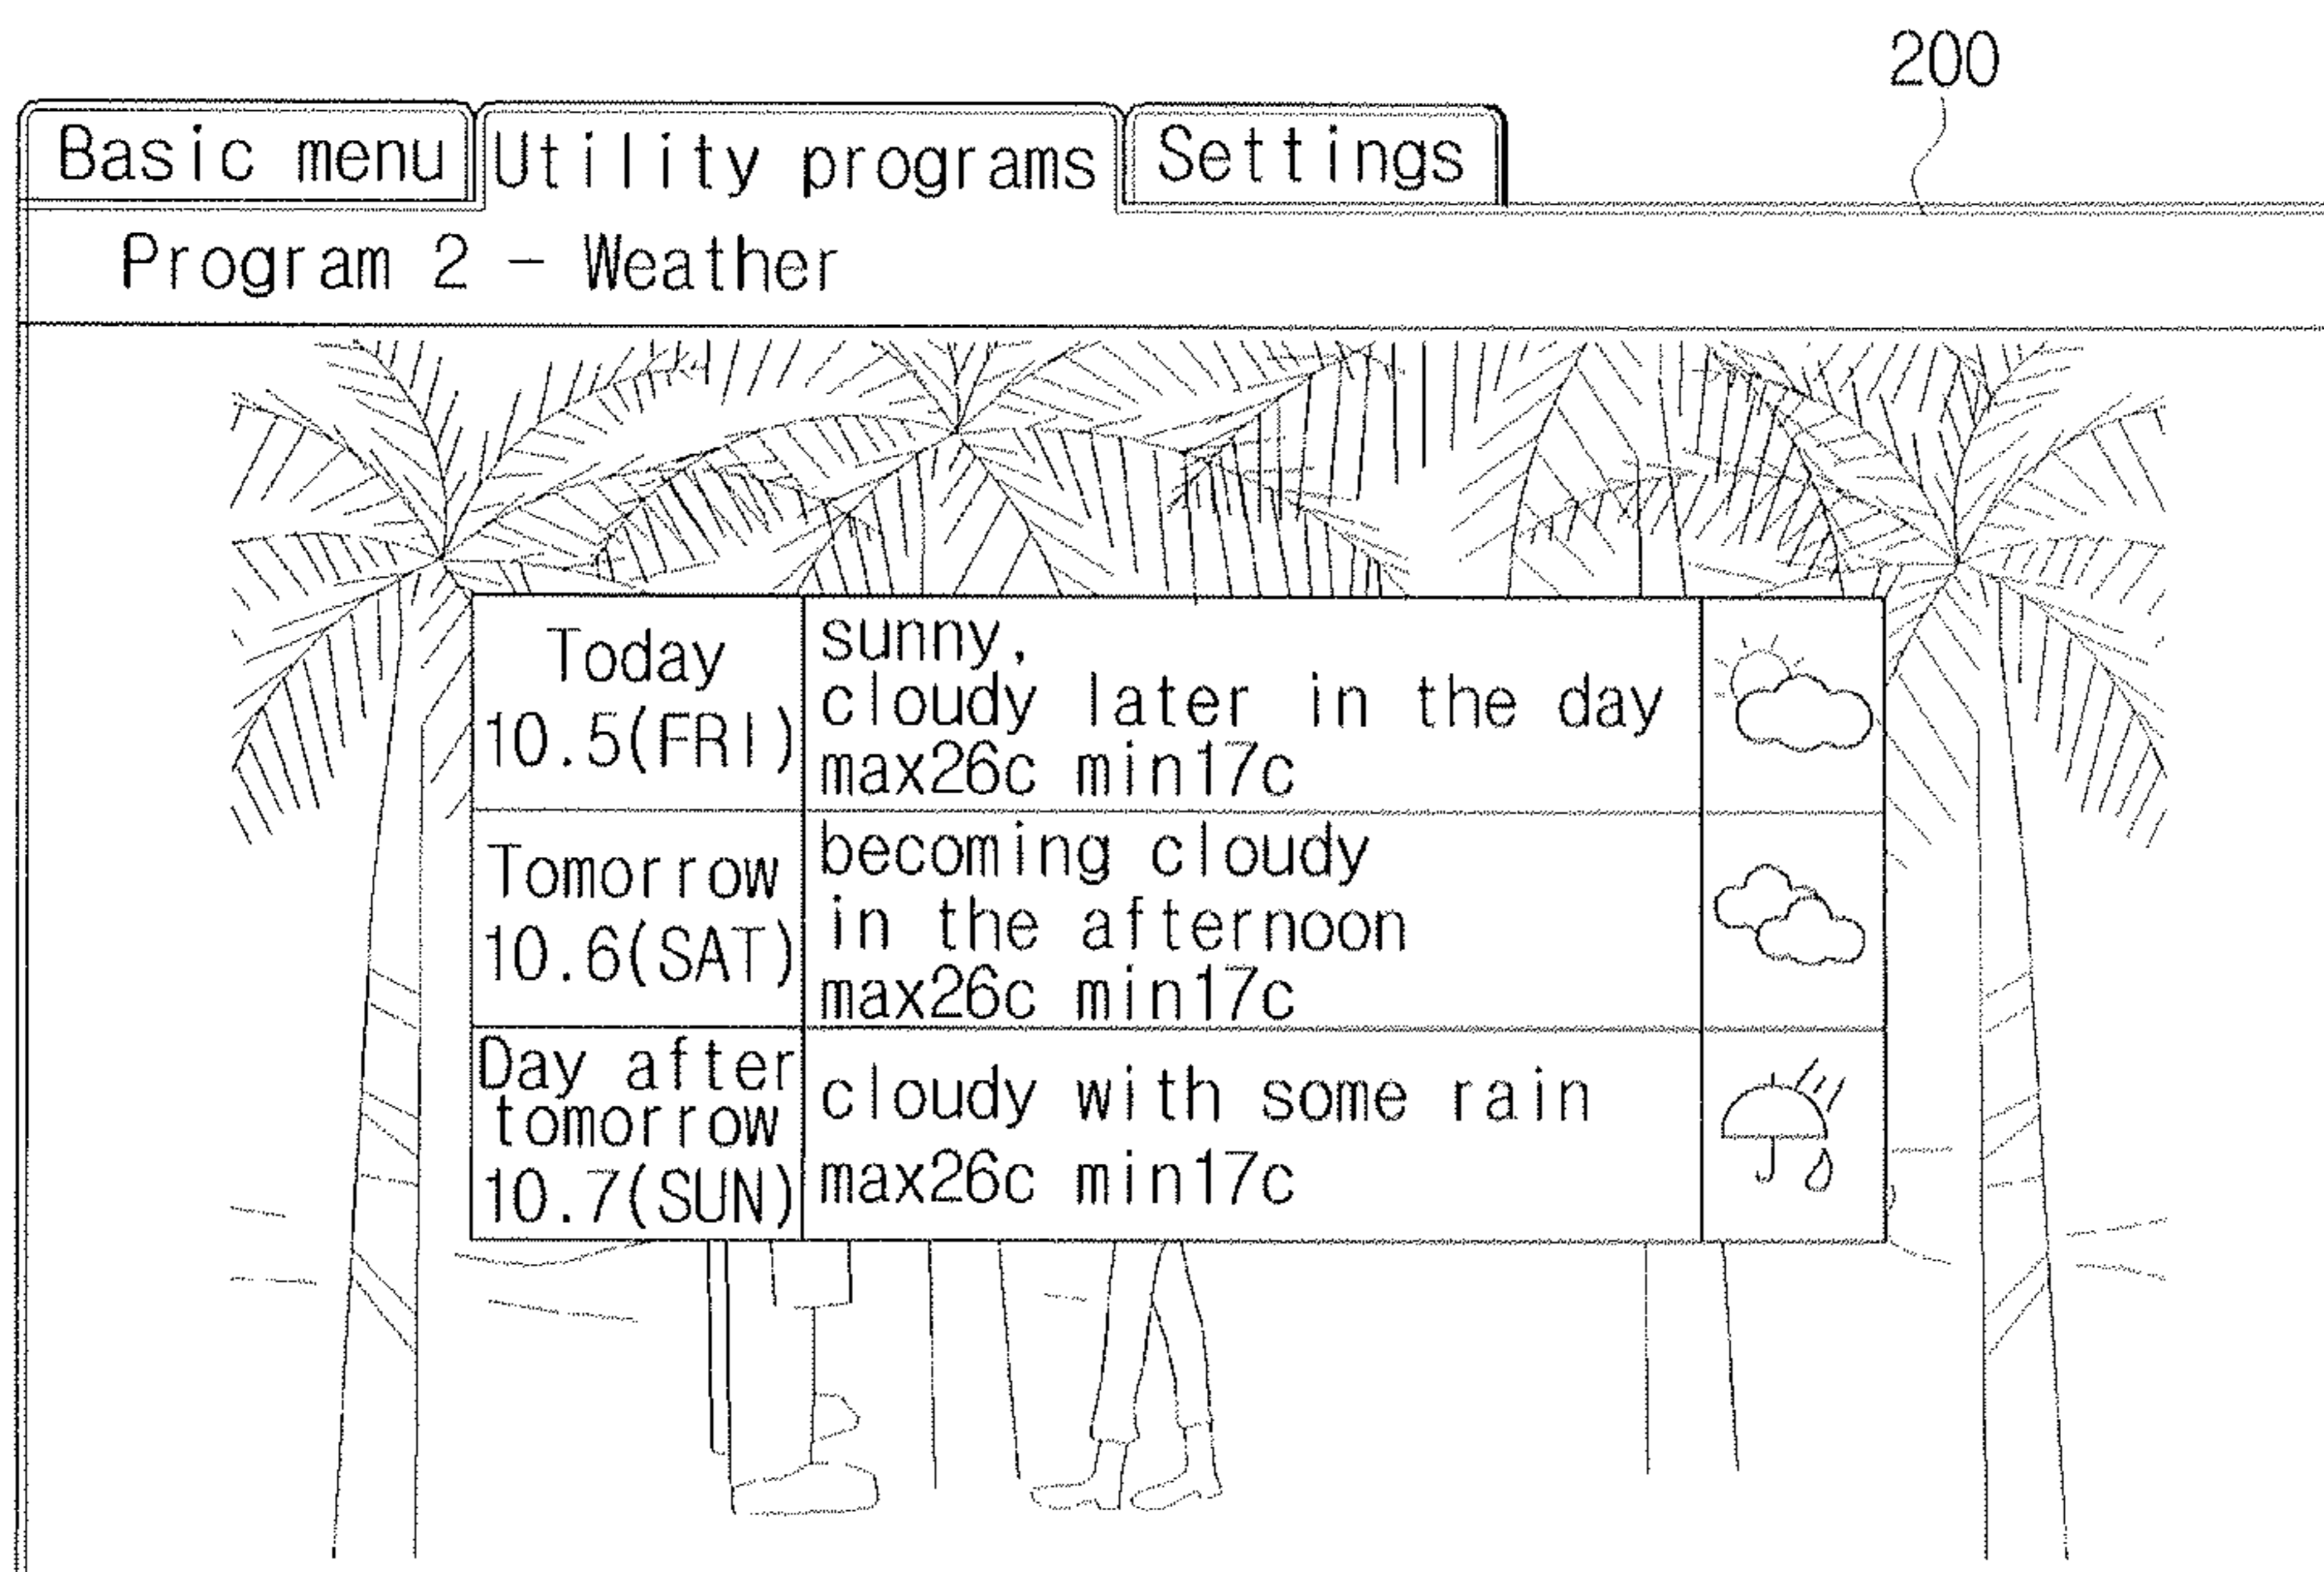 200
Basic menu Utility programs Settings
Program 2 - Weather
Today
10.5(FRI)
sunny,
cloudy later in the day
max26c min17c
Tomorrow
10.6(SAT)
becoming cloudy
in the afternoon
max26c min17c
Day after
tomorrow
10.7(SUN)
cloudy with some rain
max26c min17c